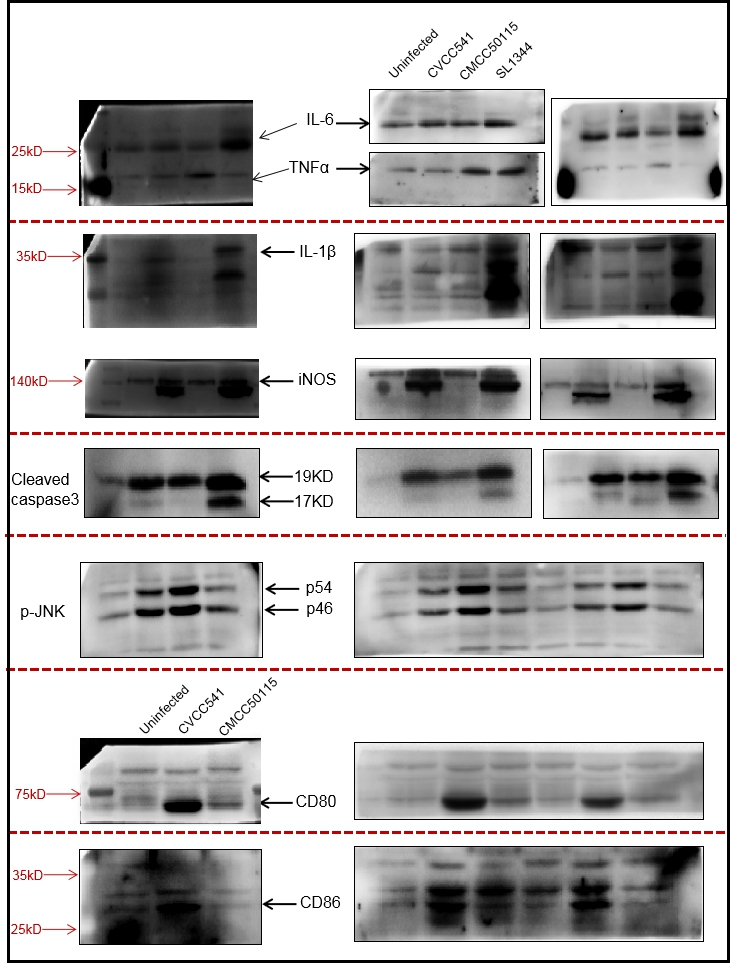 Uninfected
CVCC541
CMCC50115
SL1344
IL-6
25kD
TNFα
15kD
35kD
IL-1β
140kD
iNOS
Cleaved
caspase3
19KD
17KD
p54
p-JNK
p46
Uninfected
CVCC541
CMCC50115
75kD
CD80
35kD
CD86
25kD